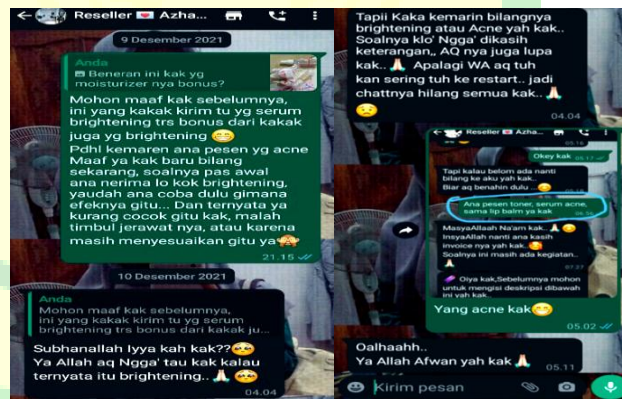 Reseller 💌 Azha...
9 Desember 2021
Anda
Beneran ini kak yg
moisturizer nya bonus?
Mohon maaf kak sebelumnya,
ini yang kakak kirim tu yg serum
brightening trs bonus dari kakak
juga yg brightening 😁
Pdhl kemaren ana pesen yg acne
Maaf ya kak baru bilang
sekarang, soalnya pas awal
ana nerima lo kok brightening,
yaudah ana coba dulu gimana
efeknya gitu... Dan ternyata ya
kurang cocok gitu kak, malah
timbul jerawat nya, atau karena
masih menyesuaikan gitu ya🙈
21.15
10 Desember 2021
Anda
Mohon maaf kak sebelumnya,
ini yang kakak kirim tu yg serum
brightening trs bonus dari kakak ju...
Subhanallah Iyya kah kak??🥺
Ya Allah aq Ngga' tau kak kalau
ternyata itu brightening..🙏🏻🥺
04.04
Tapii Kaka kemarin bilangnya
brightening atau Acne yah kak..
Soalnya klo' Ngga' dikasih
keterangan,, AQ nya juga lupa
kak..🙏🏻 Apalagi WA aq tuh
kan sering tuh ke restart.. jadi
chattnya hilang semua kak..🙏🏻
😟
04.04
Reseller 💌 Azha...
05.16
Okey kak 05.17
Tapi kalau belom ada nanti
bilang ke aku yah kak..
Biar aq benahin dulu ..😊
Ana pesen toner, serum acne,
sama lip balm ya kak
MasyaAllaah Na'am kak..🙏🏻
InsyaAllah nanti ana kasih
invoice nya yah kak..🥰
Soalnya ini masih ada kegiatan..
🙏🏻
07.27
Oiya kak,Sebelumnya mohon
untuk mengisi deskripsi dibawah
ini yah kak..
Yang acne kak😁
05.02
Oalhaahh..
Ya Allah Afwan yah kak🙏🏻
05.11
Kirim pesan